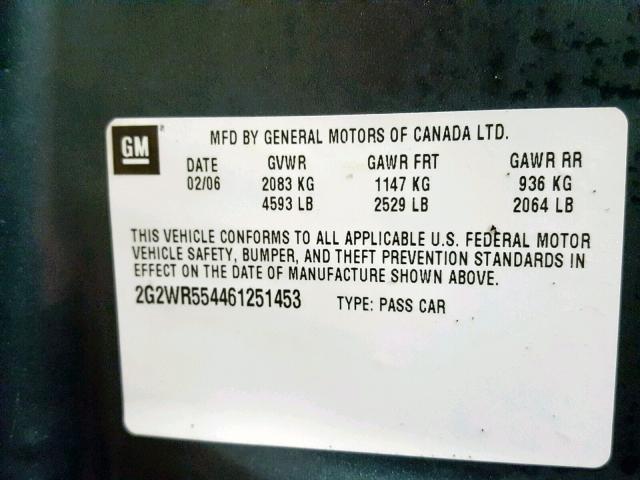 GM
MFD BY GENERAL MOTORS OF CANADA LTD.
DATE GVWR GAWR FRT GAWR RR
02/06 2083 KG 1147 KG 936 KG
4593 LB 2529 LB 2064 LB
THIS VEHICLE CONFORMS TO ALL APPLICABLE U.S. FEDERAL MOTOR
VEHICLE SAFETY, BUMPER, AND THEFT PREVENTION STANDARDS IN
EFFECT ON THE DATE OF MANUFACTURE SHOWN ABOVE.
2G2WR554461251453 TYPE: PASS CAR